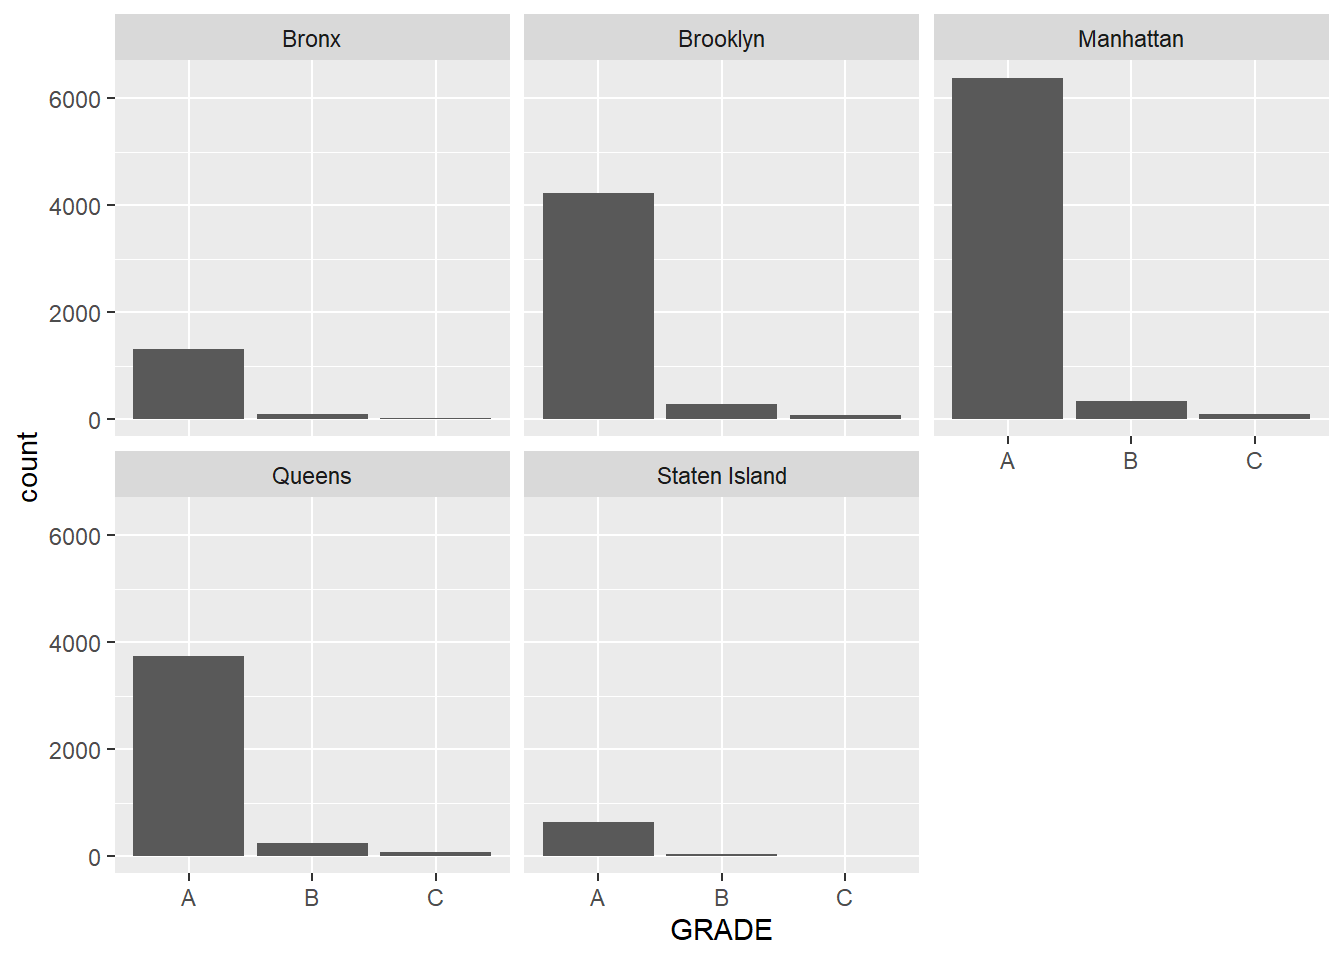 Bronx
Brooklyn
Manhattan
6000
4000
2000
0
A B C
count
Queens
Staten Island
6000
4000
2000
0
A B C
A B C
GRADE